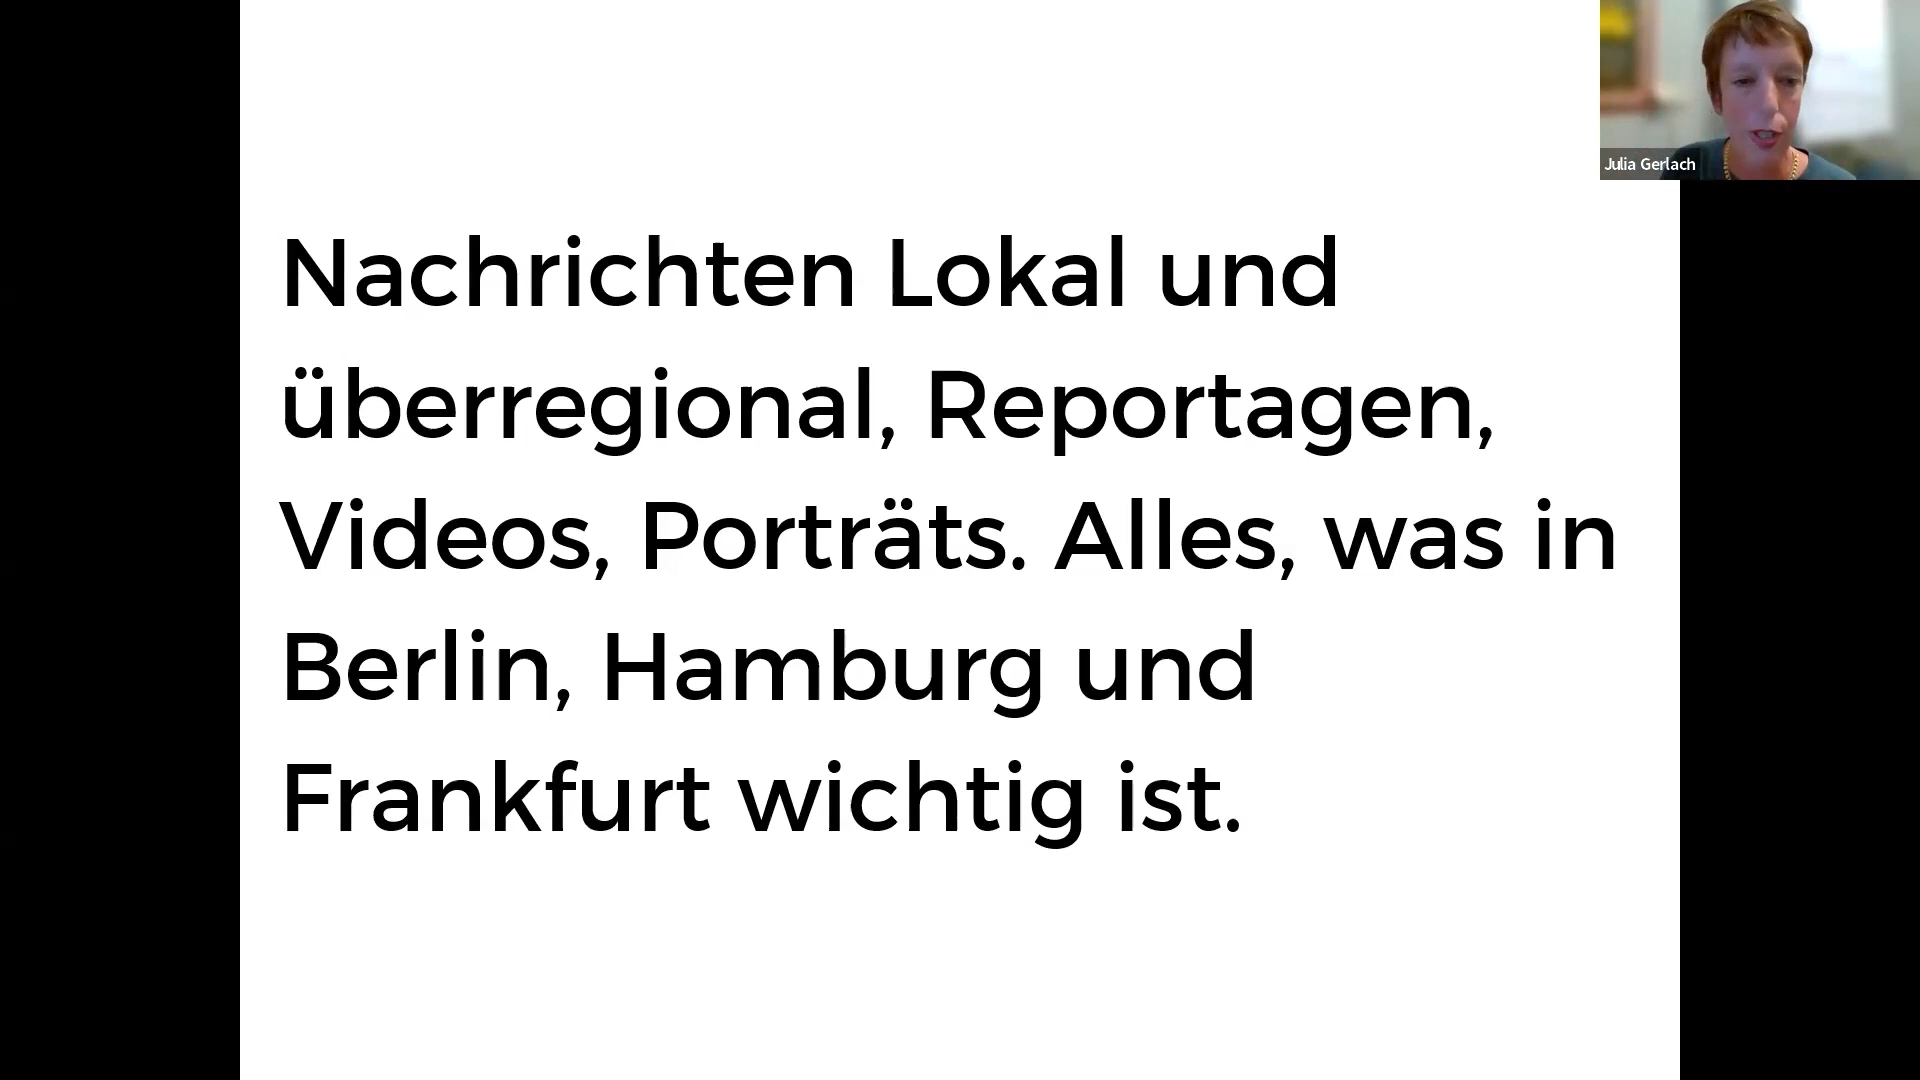 Julia Gerlach
Nachrichten Lokal und
überregional, Reportagen,
Videos, Porträts. Alles, was in
Berlin, Hamburg und
Frankfurt wichtig ist.